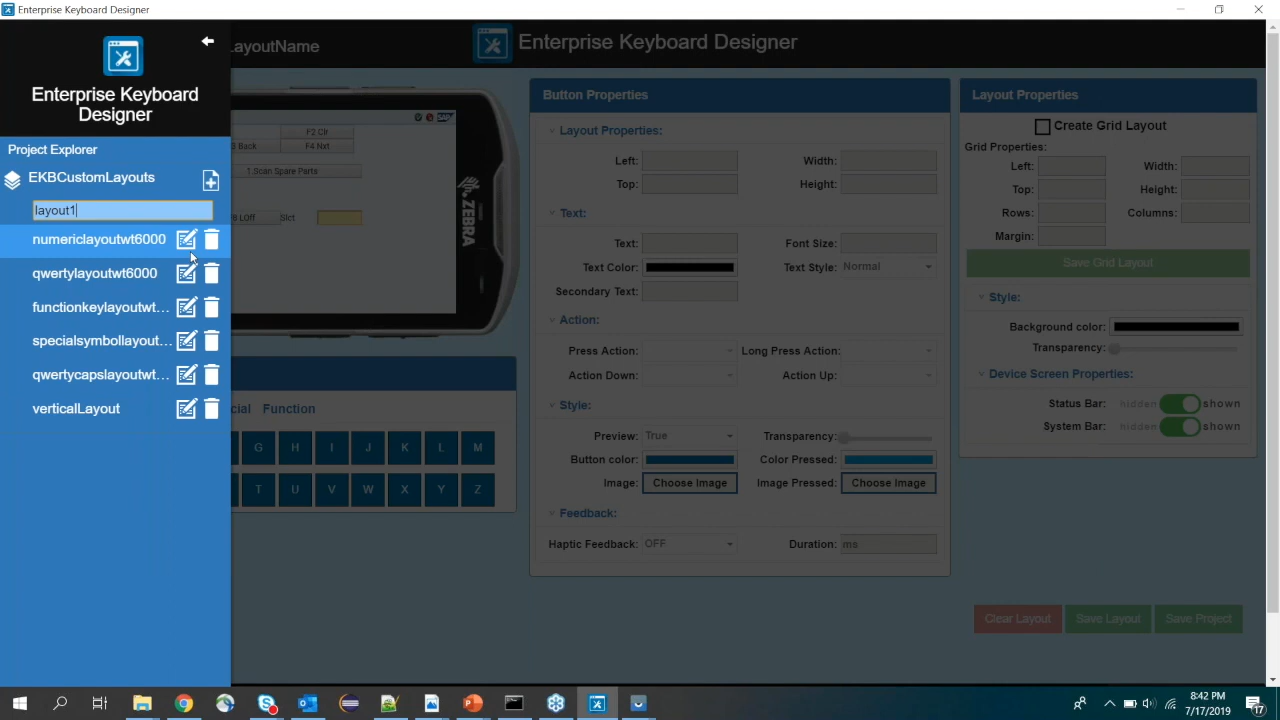 Enterprise Keyboard Designer
LayoutName
Enterprise Keyboard Designer
Enterprise Keyboard
Designer
Project Explorer
EKBCustomLayouts
layout1
numericlayoutwt6000
qwertylayoutwt6000
functionkeylayoutwt...
specialsymbollayout...
qwertycapslayoutwt...
verticalLayout
SAP
F2 Clr
Back
F4 Nxt
1.Scan Spare Parts
LOff
Slct
ZEBRA
Function
G H I J K L M
T U V W X Y Z
Button Properties
Layout Properties:
Left: Width:
Top: Height:
Text:
Text: Font Size:
Text Color: Text Style: Normal
Secondary Text:
Action:
Press Action: Long Press Action:
Action Down: Action Up:
Style:
Preview: True Transparency:
Button color: Color Pressed:
Image: Choose Image Image Pressed: Choose Image
Feedback:
Haptic Feedback: OFF Duration: ms
Layout Properties
Create Grid Layout
Grid Properties:
Left: Width:
Top: Height:
Rows: Columns:
Margin:
Save Grid Layout
Style:
Background color:
Transparency:
Device Screen Properties:
Status Bar: hidden shown
System Bar: hidden shown
Clear Layout Save Layout Save Project
8:42 PM
7/17/2019
17